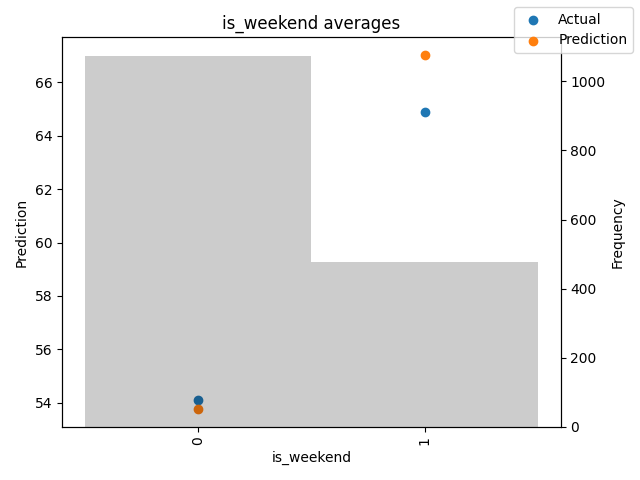 is_weekend averages
Actual
Prediction
66
64
62
60
58
56
54
Prediction
1000
800
600
400
200
0
Frequency
0
1
is_weekend